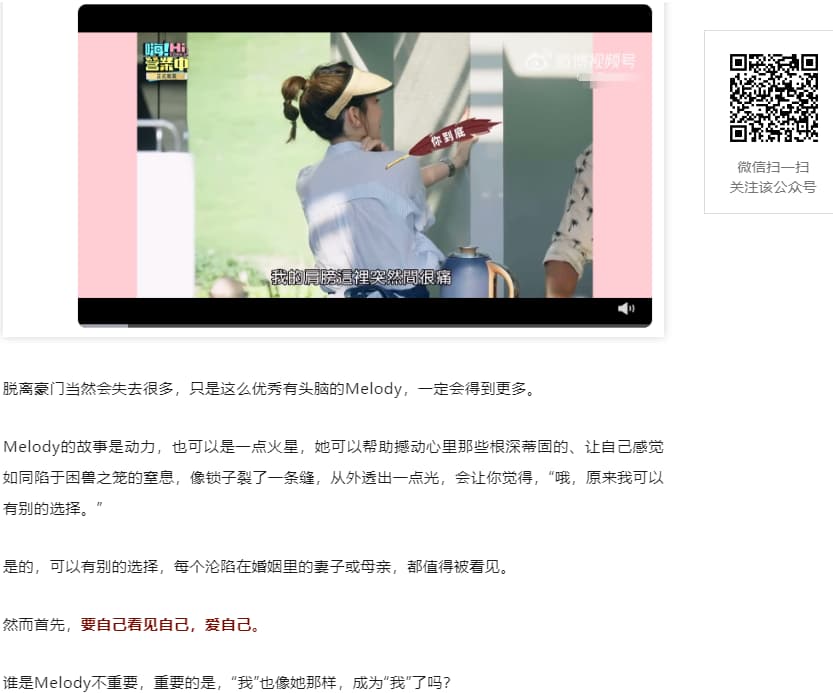 嗨!Hi
营业中
微博视频号
你到底
我的肩膀這裡突然間很痛
微信扫一扫
关注该公众号
脱离豪门当然会失去很多，只是这么优秀有头脑的Melody，一定会得到更多。
Melody的故事是动力，也可以是一点火星，她可以帮助撼动心里那些根深蒂固的、让自己感觉
如同陷于困兽之笼的窒息，像锁子裂了一条缝，从外透出一点光，会让你觉得，“哦，原来我可以
有别的选择。”
是的，可以有别的选择，每个沦陷在婚姻里的妻子或母亲，都值得被看见。
然而首先，要自己看见自己，爱自己。
谁是Melody不重要，重要的是，“我”也像她那样，成为“我”了吗？